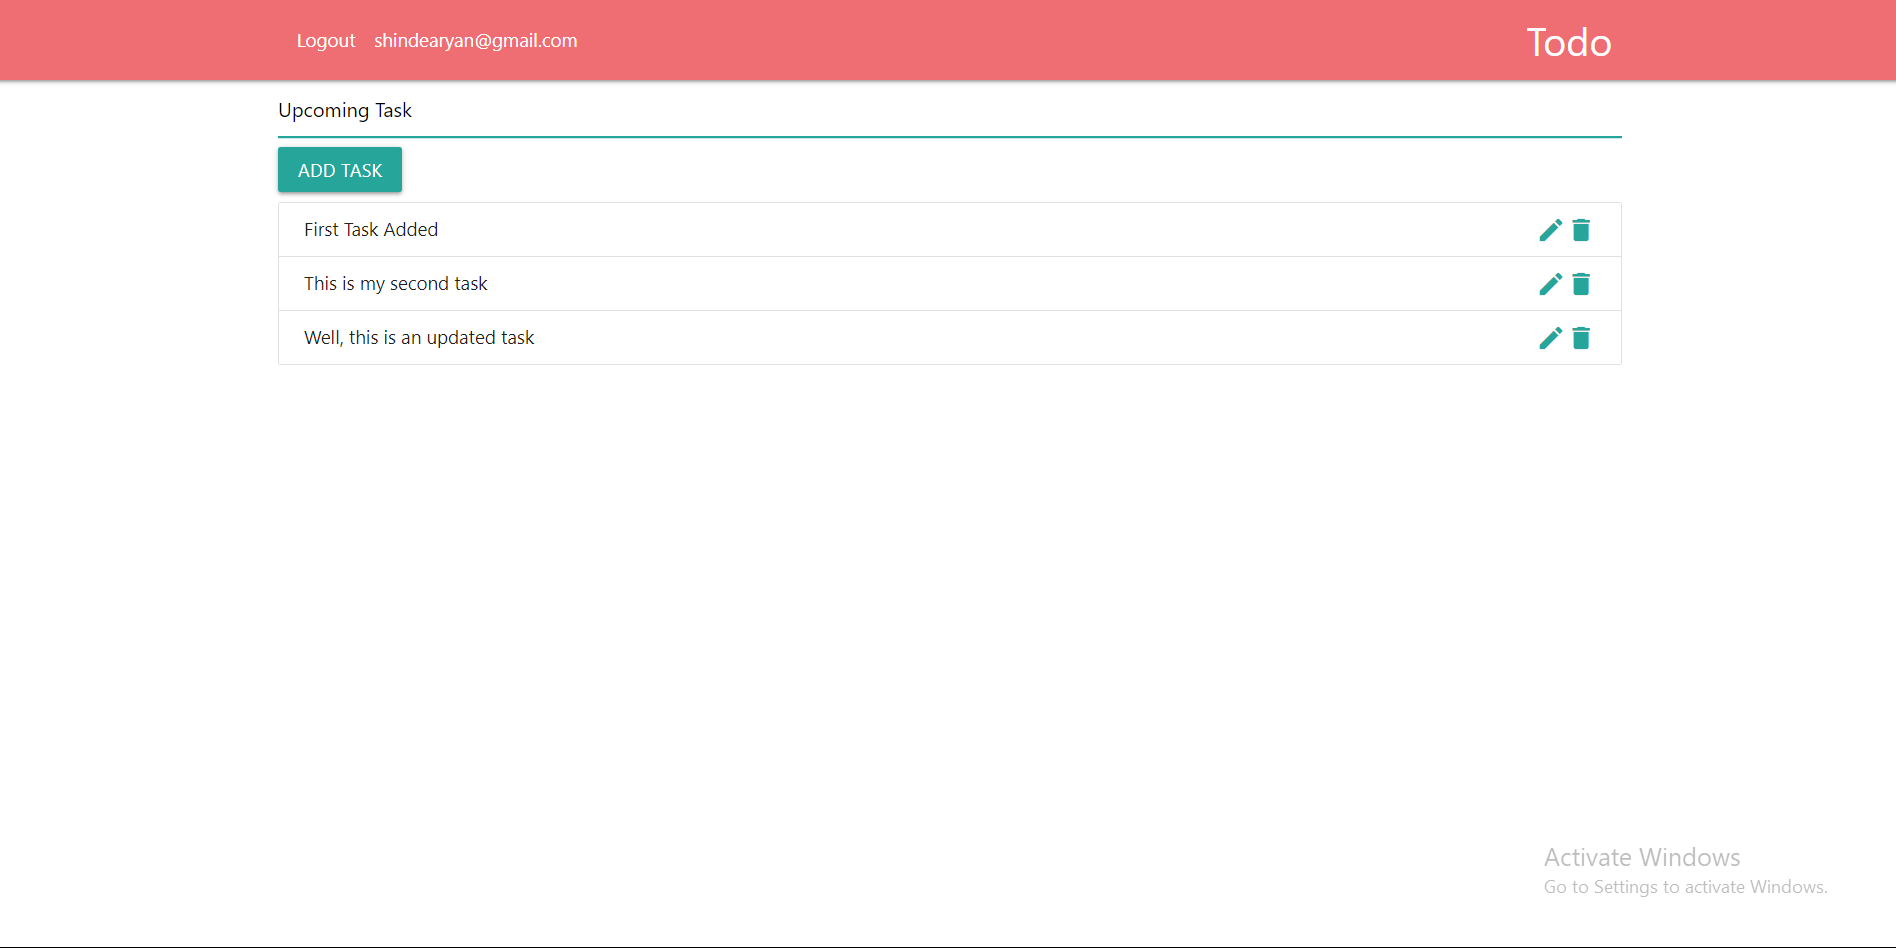 Logout shindearyan@gmail.com Todo
Upcoming Task
ADD TASK
First Task Added
This is my second task
Well, this is an updated task
Activate Windows
Go to Settings to activate Windows.